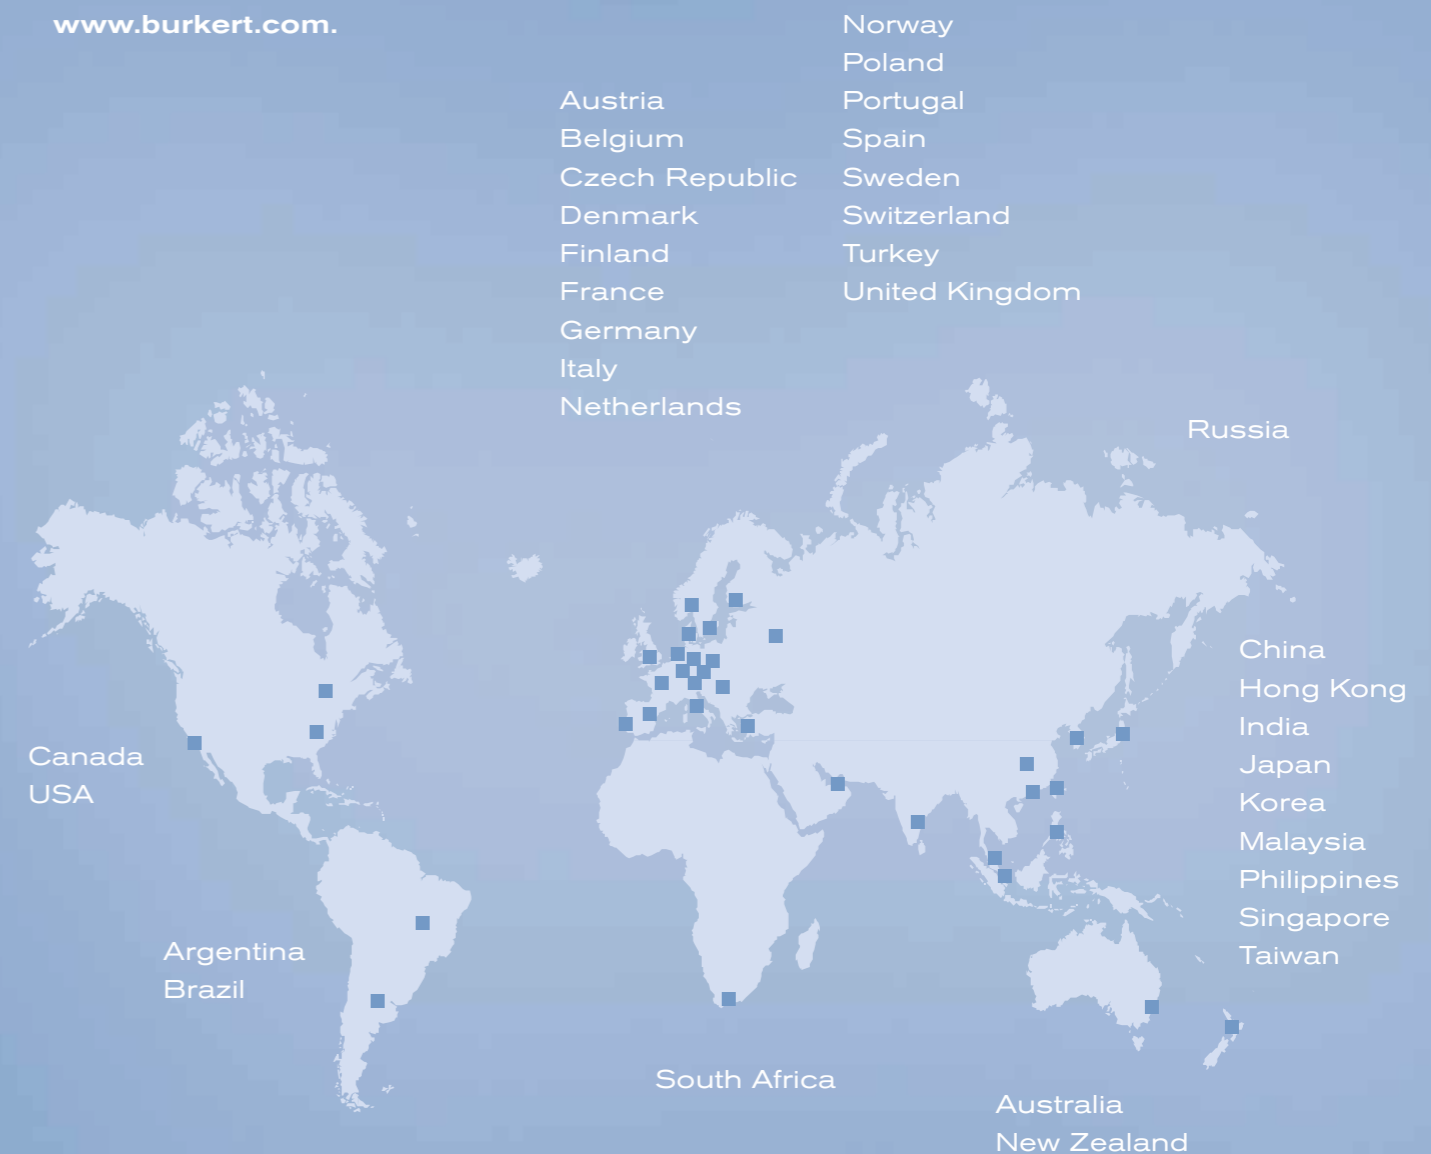 www.burkert.com.
Austria
Belgium
Czech Republic
Denmark
Finland
France
Germany
Italy
Netherlands
Norway
Poland
Portugal
Spain
Sweden
Switzerland
Turkey
United Kingdom
Russia
Canada
USA
China
Hong Kong
India
Japan
Korea
Malaysia
Philippines
Singapore
Taiwan
Argentina
Brazil
South Africa
Australia
New Zealand